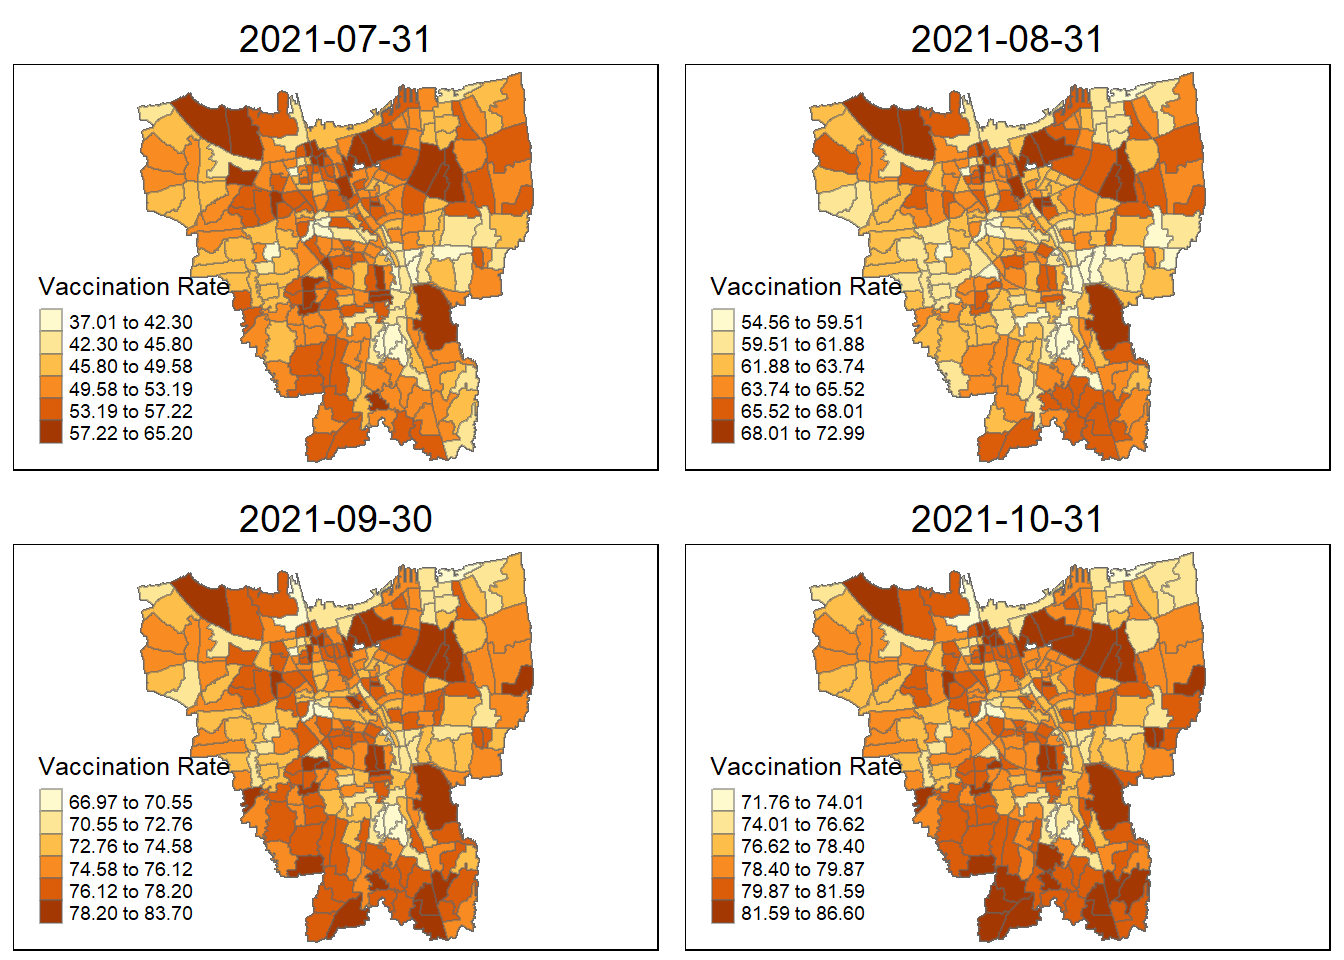 2021-07-31
Vaccination Rate
37.01 to 42.30
42.30 to 45.80
45.80 to 49.58
49.58 to 53.19
53.19 to 57.22
57.22 to 65.20
2021-08-31
Vaccination Rate
54.56 to 59.51
59.51 to 61.88
61.88 to 63.74
63.74 to 65.52
65.52 to 68.01
68.01 to 72.99
2021-09-30
Vaccination Rate
66.97 to 70.55
70.55 to 72.76
72.76 to 74.58
74.58 to 76.12
76.12 to 78.20
78.20 to 83.70
2021-10-31
Vaccination Rate
71.76 to 74.01
74.01 to 76.62
76.62 to 78.40
78.40 to 79.87
79.87 to 81.59
81.59 to 86.60